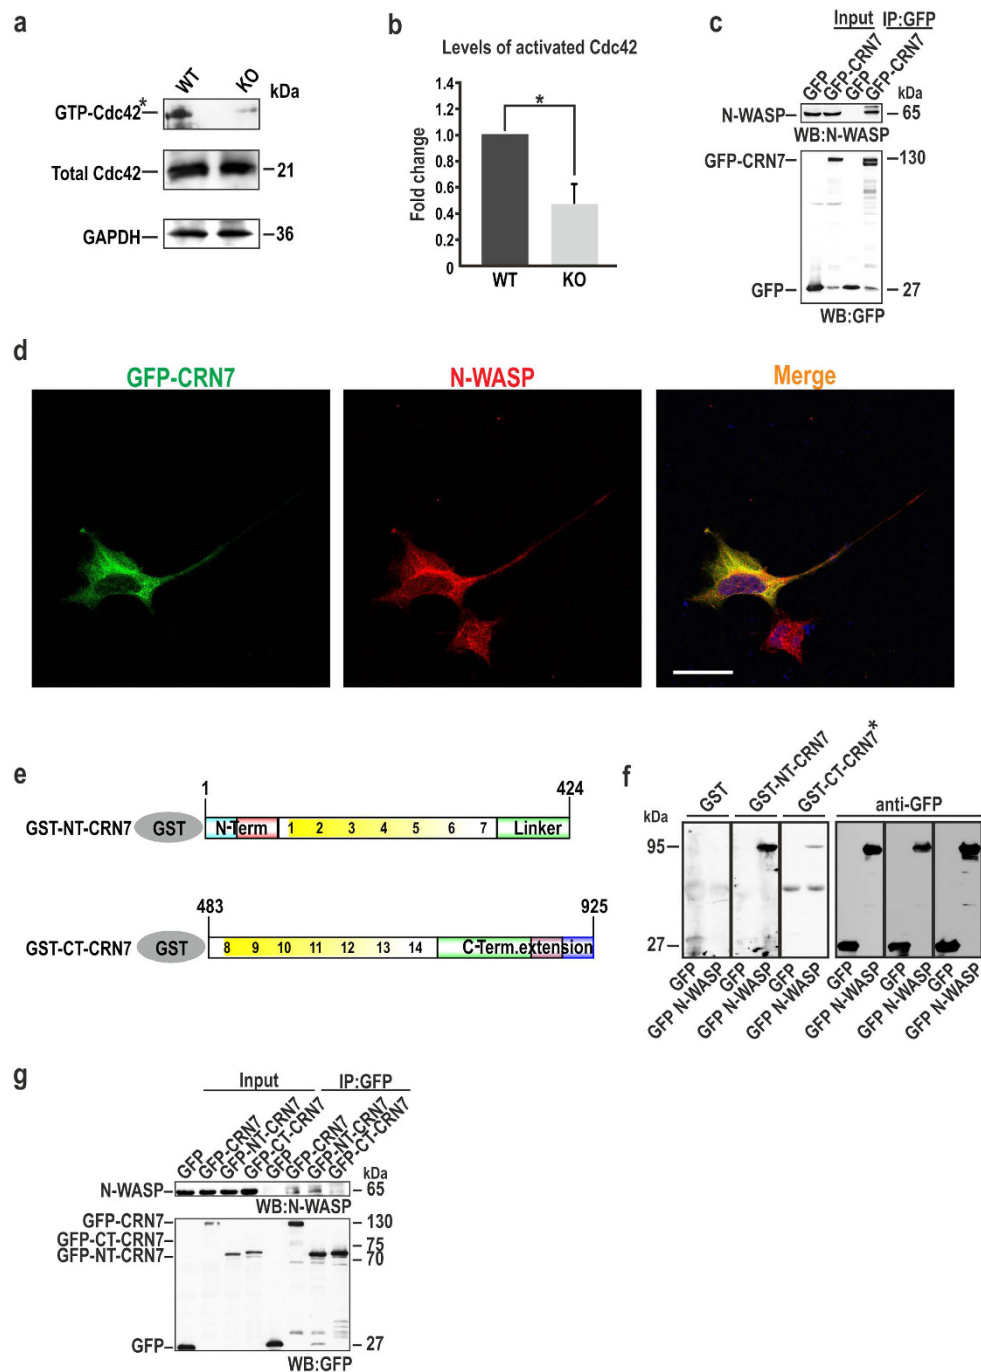 a
WT KO
kDa
GTP-Cdc42*
Total Cdc42 21
GAPDH 36
b
Levels of activated Cdc42
Fold change
1.4
1.2
1.0
0.8
0.6
0.4
0.2
0
*
WT KO
c
Input IP:GFP
GFP GFP-CRN7 GFP GFP-CRN7
kDa
N-WASP 65
WB:N-WASP
GFP-CRN7 130
GFP 27
WB:GFP
d
GFP-CRN7 N-WASP Merge
e
1 424
GST-NT-CRN7 GST N-Term 1 2 3 4 5 6 7 Linker
483 925
GST-CT-CRN7 GST 8 9 10 11 12 13 14 C-Term.extension
f
GST GST-NT-CRN7 GST-CT-CRN7* anti-GFP
kDa
95
27
GFP GFP N-WASP GFP GFP N-WASP GFP GFP N-WASP GFP GFP N-WASP GFP GFP N-WASP GFP GFP N-WASP
g
Input IP:GFP
GFP GFP-CRN7 GFP-NT-CRN7 GFP-CT-CRN7 GFP GFP-CRN7 GFP-NT-CRN7 GFP-CT-CRN7
kDa
N-WASP 65
WB:N-WASP
GFP-CRN7 130
GFP-CT-CRN7 75
GFP-NT-CRN7 70
GFP 27
WB:GFP